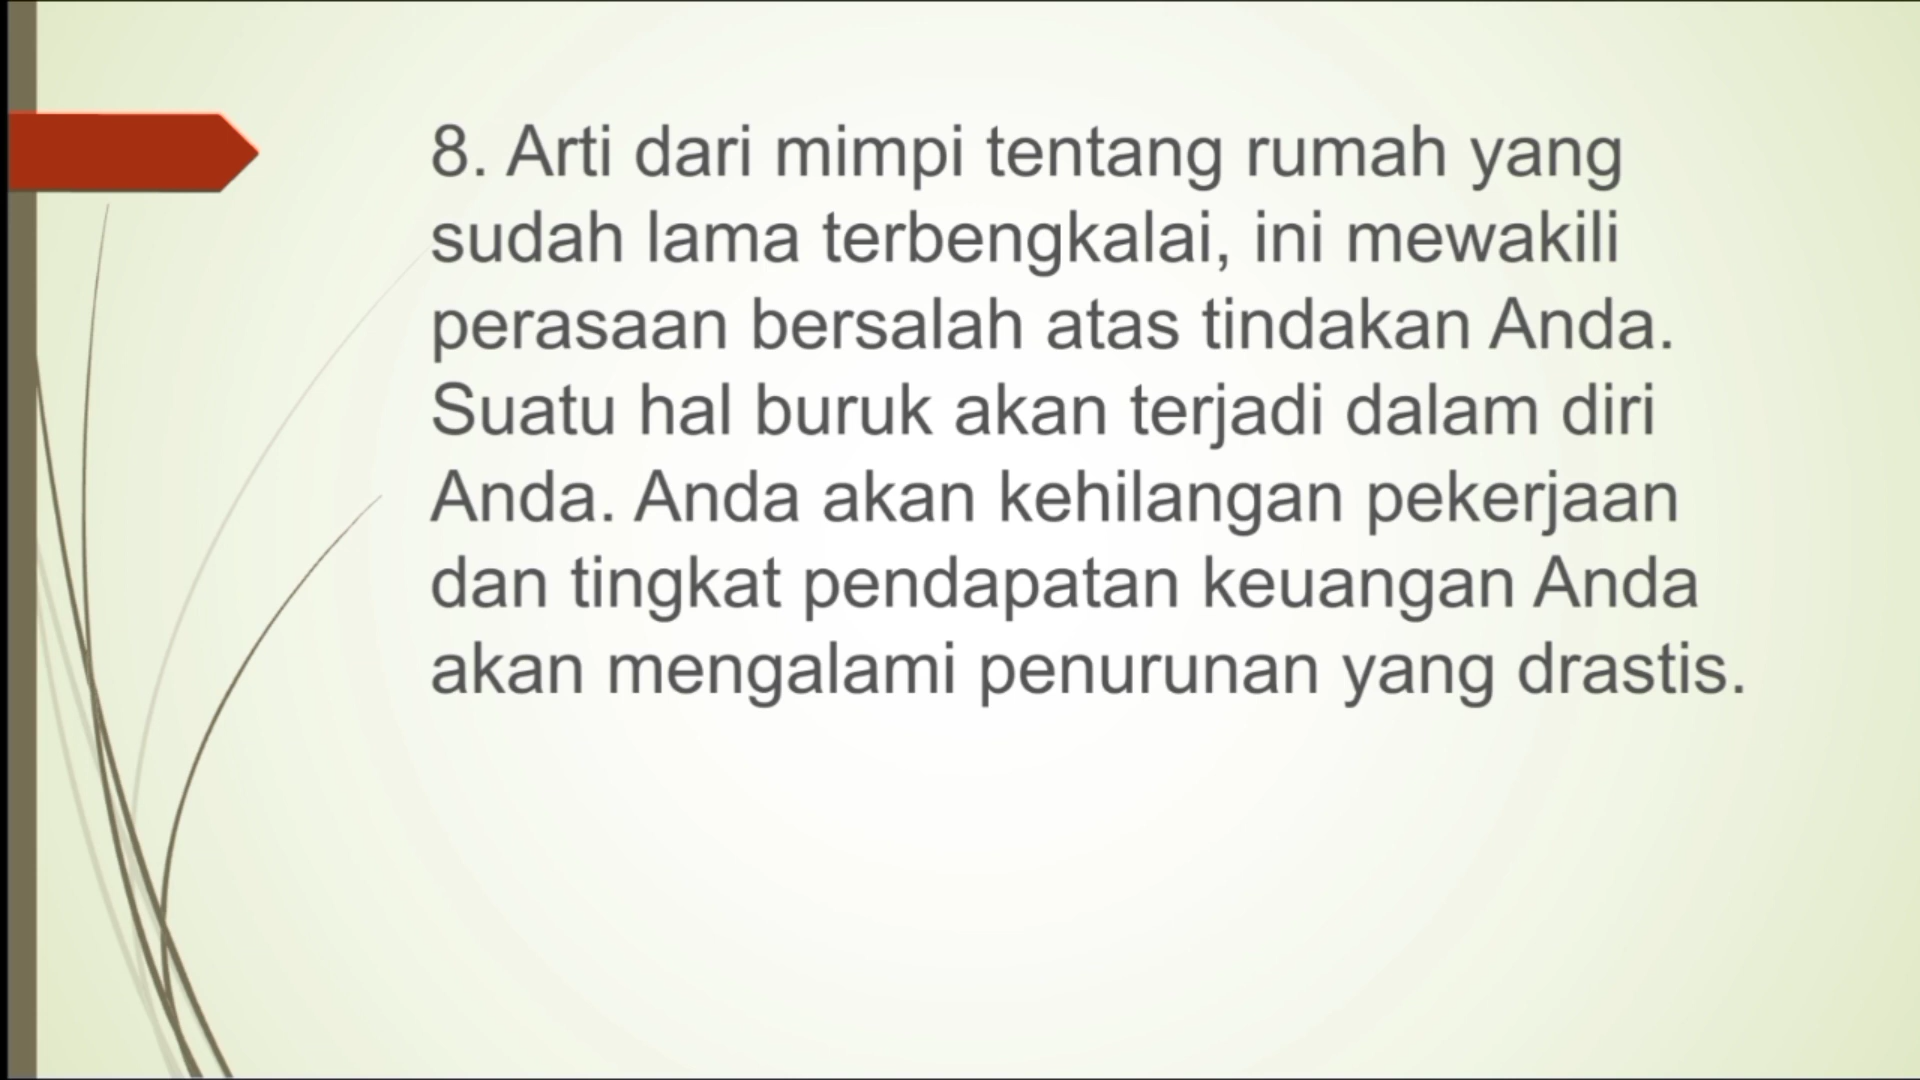 8. Arti dari mimpi tentang rumah yang
sudah lama terbengkalai, ini mewakili
perasaan bersalah atas tindakan Anda.
Suatu hal buruk akan terjadi dalam diri
Anda. Anda akan kehilangan pekerjaan
dan tingkat pendapatan keuangan Anda
akan mengalami penurunan yang drastis.